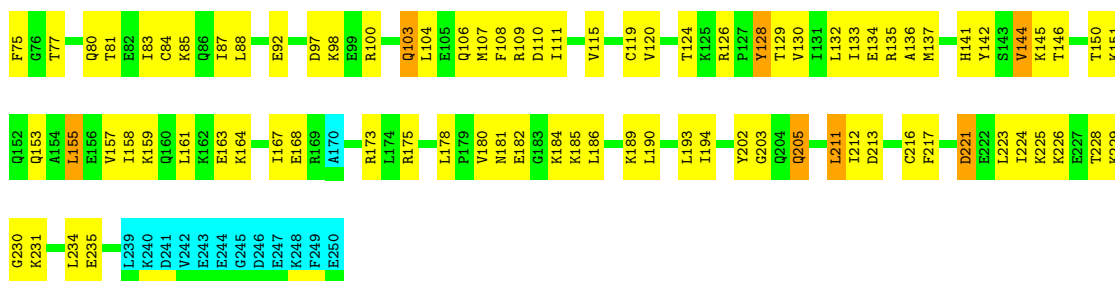 F75 G76 T77 Q80 T81 E82 I83 C84 K85 Q86 I87 L88 E92 D97 K98 E99 R100 Q103 L104 E105 Q106 M107 F108 R109 D110 I111 V115 C119 V120 T124 K125 R126 P127 Y128 T129 V130 I131 L132 I133 E134 R135 A136 M137 H141 Y142 S143 V144 K145 T146 T150 K151
Q152 Q153 A154 L155 E156 V157 I158 K159 Q160 L161 K162 E163 K164 I167 E168 R169 A170 R173 L174 R175 L178 P179 V180 N181 E182 G183 K184 K185 L186 K189 L190 L193 I194 Y202 G203 Q204 Q205 L211 I212 D213 C216 F217 D221 E222 L223 I224 K225 K226 E227 T228 K229
G230 K231 L234 E235 L239 K240 D241 V242 E243 E244 G245 D246 E247 K248 F249 E250